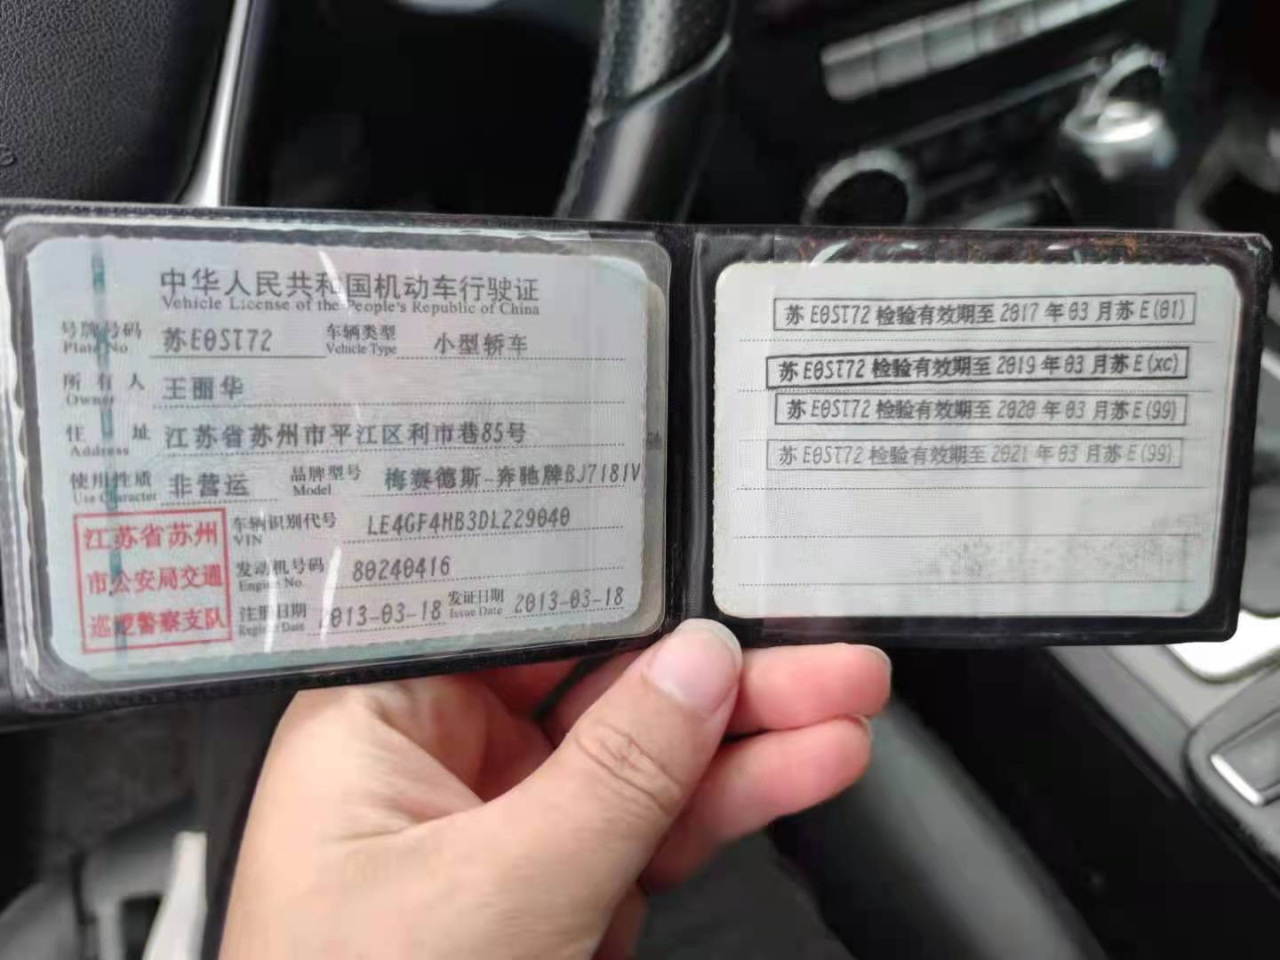 中华人民共和国机动车行驶证
Vehicle License of the People's Republic of China
号牌号码 苏E0ST72 车辆类型 小型轿车
Plate No Vehicle Type
所有人 王丽华
Owner
住址 江苏省苏州市平江区利市巷85号
Address
使用性质 非营运 品牌型号 梅赛德斯-奔驰牌BJ7181V
Use Character Model
江苏省苏州
市公安局交通
巡逻警察支队
车辆识别代号 LE4GF4HB3DL229040
VIN
发动机号码 80240416
Engine No.
注册日期 2013-03-18 发证日期 2013-03-18
Register Date Issue Date
苏E0ST72检验有效期至2017年03月苏E(01)
苏E0ST72检验有效期至2019年03月苏E(xc)
苏E0ST72检验有效期至2020年03月苏E(99)
苏E0ST72检验有效期至2021年03月苏E(99)